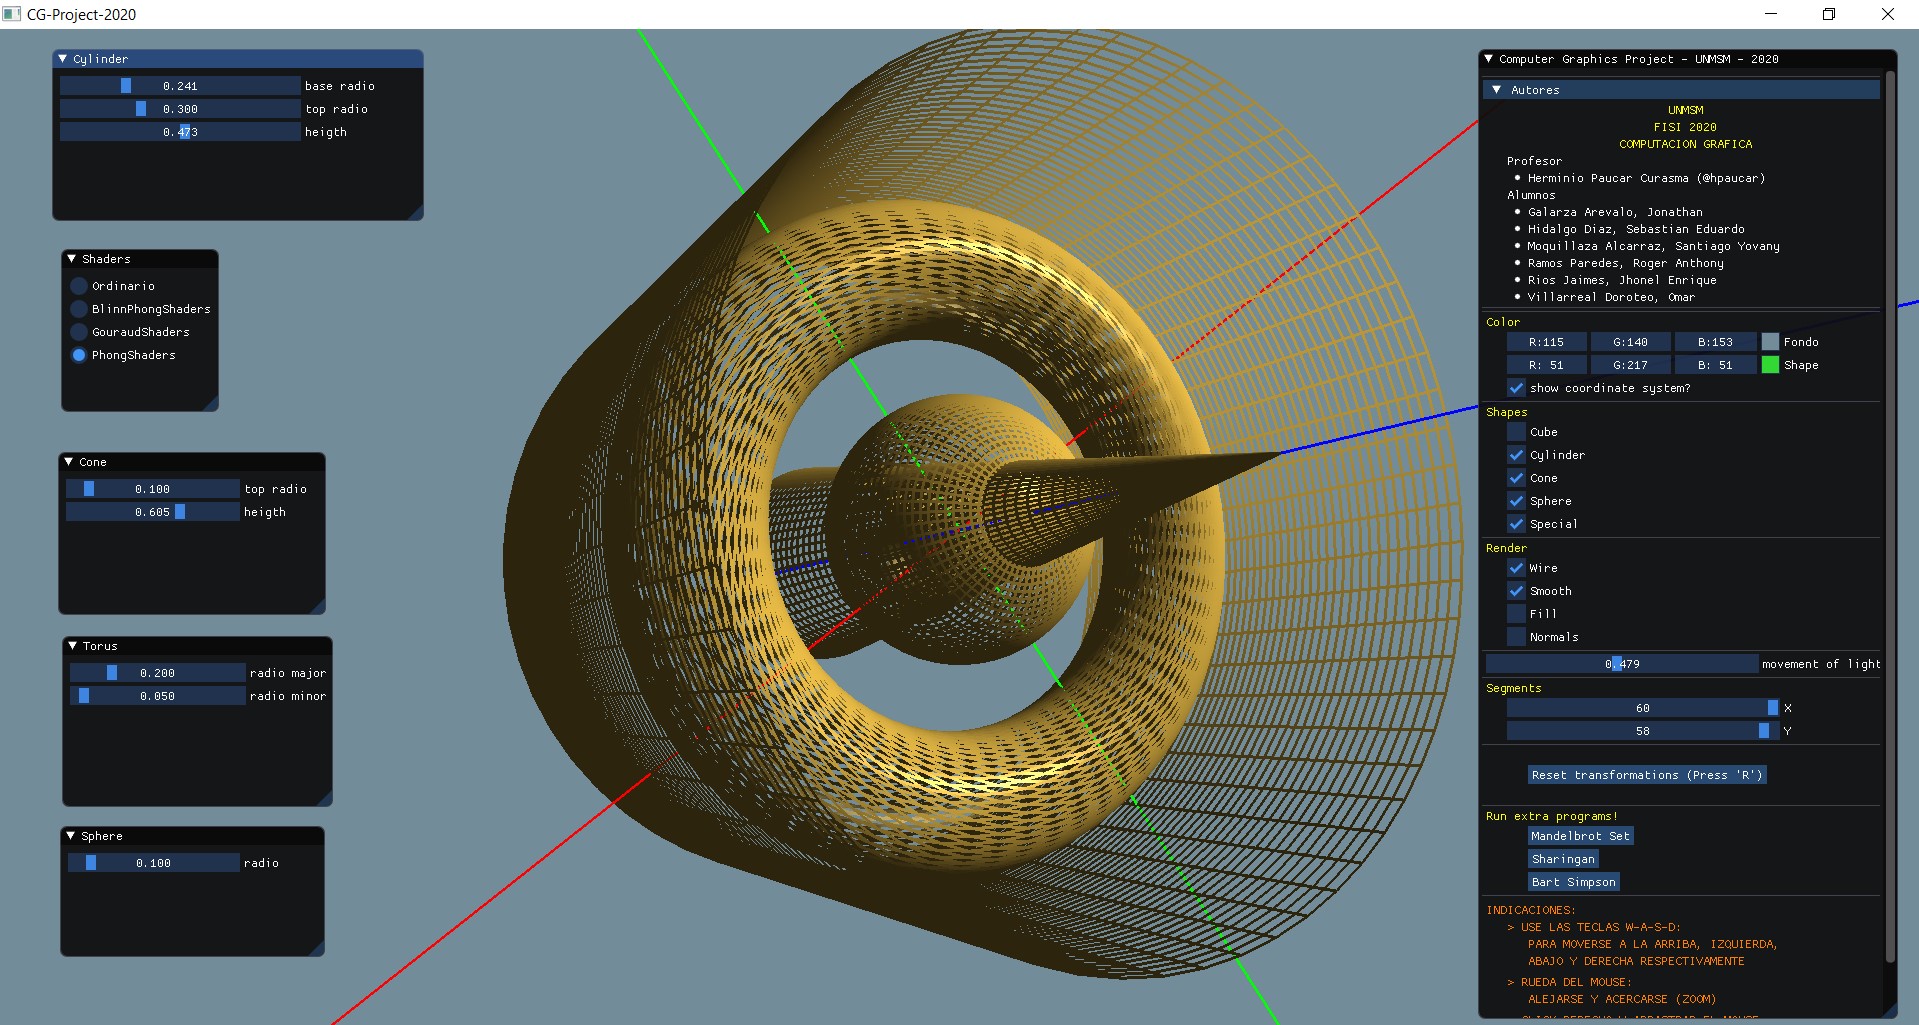 CG-Project-2020
Cylinder
0.241 base radio
0.300 top radio
0.473 heigth
Shaders
Ordinario
BlinnPhongShaders
GouraudShaders
PhongShaders
Cone
0.100 top radio
0.605 heigth
Torus
0.200 radio major
0.050 radio minor
Sphere
0.100 radio
Computer Graphics Project - UNMSM - 2020
Autores
UNMSM
FISI 2020
COMPUTACION GRAFICA
Profesor
• Herminio Paucar Curasma (@hpaucar)
Alumnos
• Galarza Arevalo, Jonathan
• Hidalgo Diaz, Sebastian Eduardo
• Moquillaza Alcarraz, Santiago Yovany
• Ramos Paredes, Roger Anthony
• Rios Jaimes, Jhonel Enrique
• Villarreal Doroteo, Omar
Color
R:115 G:140 B:153 Fondo
R: 51 G:217 B: 51 Shape
show coordinate system?
Shapes
Cube
Cylinder
Cone
Sphere
Special
Render
Wire
Smooth
Fill
Normals
0.479 movement of light
Segments
60 X
58 Y
Reset transformations (Press 'R')
Run extra programs!
Mandelbrot Set
Sharingan
Bart Simpson
INDICACIONES:
> USE LAS TECLAS W-A-S-D:
PARA MOVERSE A LA ARRIBA, IZQUIERDA,
ABAJO Y DERECHA RESPECTIVAMENTE
> RUEDA DEL MOUSE:
ALEJARSE Y ACERCARSE (ZOOM)